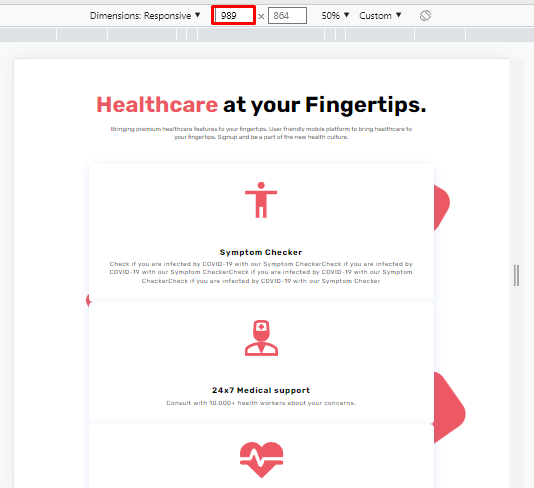 Dimensions: Responsive ▼ 989 × 864 50% ▼ Custom ▼
Healthcare at your Fingertips.
Bringing premium healthcare features to your fingertips. User friendly mobile platform to bring healthcare to
your fingertips. Signup and be a part of the new health culture.
Symptom Checker
Check if you are infected by COVID-19 with our Symptom CheckerCheck if you are infected by
COVID-19 with our Symptom CheckerCheck if you are infected by COVID-19 with our Symptom
CheckerCheck if you are infected by COVID-19 with our Symptom Checker
24x7 Medical support
Consult with 10,000+ health workers about your concerns.